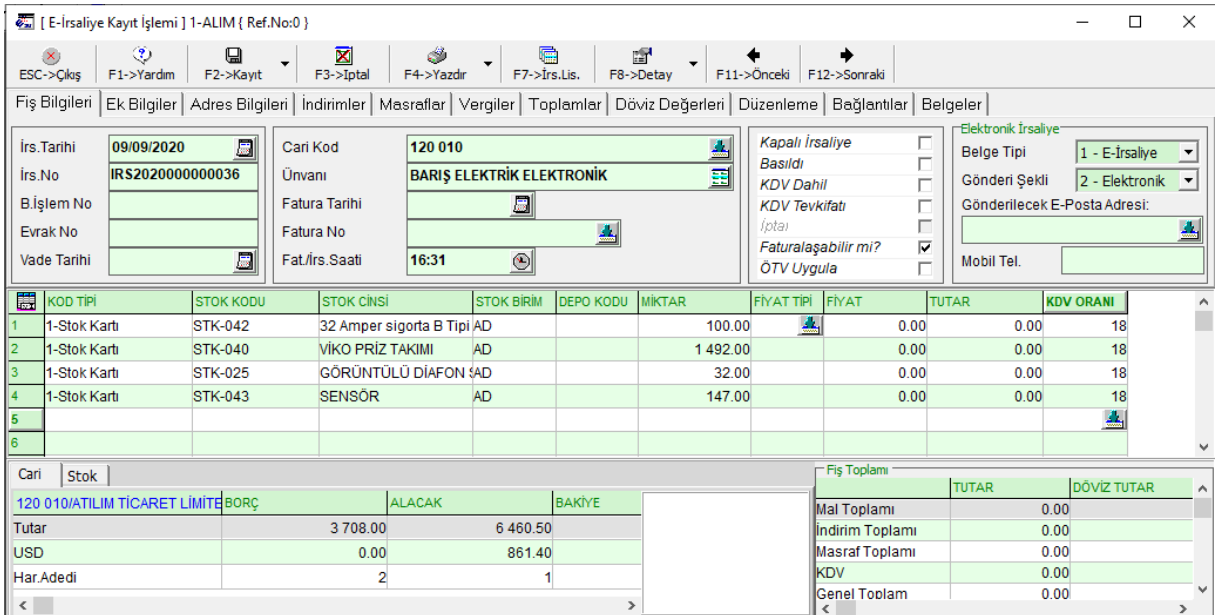 [ E-İrsaliye Kayıt İşlemi ] 1-ALIM { Ref.No:0 }
ESC->Çıkış F1->Yardım F2->Kayıt F3->Iptal F4->Yazdır F7->İrs.Lis. F8->Detay F11->Önceki F12->Sonraki
Fiş Bilgileri Ek Bilgiler Adres Bilgileri İndirimler Masraflar Vergiler Toplamlar Döviz Değerleri Düzenleme Bağlantılar Belgeler
İrs.Tarihi 09/09/2020
İrs.No IRS2020000000036
B.İşlem No
Evrak No
Vade Tarihi
Cari Kod 120 010
Ünvanı BARIŞ ELEKTRİK ELEKTRONİK
Fatura Tarihi
Fatura No
Fat./İrs.Saati 16:31
Kapalı İrsaliye
Basıldı
KDV Dahil
KDV Tevkifatı
İptal
Faturalaşabilir mi?
ÖTV Uygula
Elektronik İrsaliye
Belge Tipi 1 - E-İrsaliye
Gönderi Şekli 2 - Elektronik
Gönderilecek E-Posta Adresi:
Mobil Tel.
KOD TİPİ STOK KODU STOK CİNSİ STOK BİRİM DEPO KODU MİKTAR FİYAT TİPİ FİYAT TUTAR KDV ORANI
1 1-Stok Kartı STK-042 32 Amper sigorta B Tipi AD 100.00 0.00 0.00 18
2 1-Stok Kartı STK-040 VİKO PRİZ TAKIMI AD 1 492.00 0.00 0.00 18
3 1-Stok Kartı STK-025 GÖRÜNTÜLÜ DİAFON AD 32.00 0.00 0.00 18
4 1-Stok Kartı STK-043 SENSÖR AD 147.00 0.00 0.00 18
5
6
Cari Stok
120 010/ATILIM TİCARET LİMİTE BORÇ ALACAK BAKİYE
Tutar 3 708.00 6 460.50
USD 0.00 861.40
Har.Adedi 2 1
Fiş Toplamı
TUTAR DÖVİZ TUTAR
Mal Toplamı 0.00
İndirim Toplamı 0.00
Masraf Toplamı 0.00
KDV 0.00
Genel Toplam 0.00